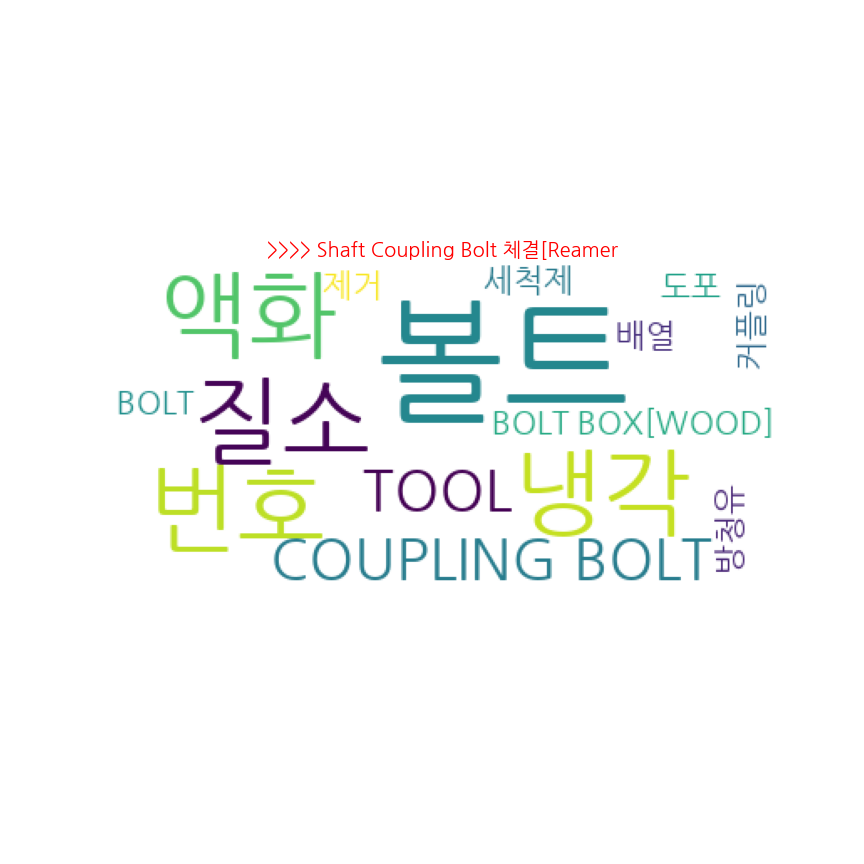 >>>> Shaft Coupling Bolt 체결[Reamer
액화
제거
볼트
세척제
배열
도포
커플링
BOLT
질소
BOLT BOX[WOOD]
번호
TOOL
냉각
방청유
COUPLING BOLT